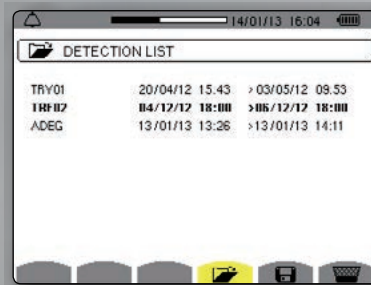 14/01/13 16:04
DETECTION LIST
TRY01 20/04/12 15.43 >03/05/12 09.53
TRF02 04/12/12 18:00 >06/12/12 18:00
ADEG 13/01/13 13:26 >13/01/13 14:11